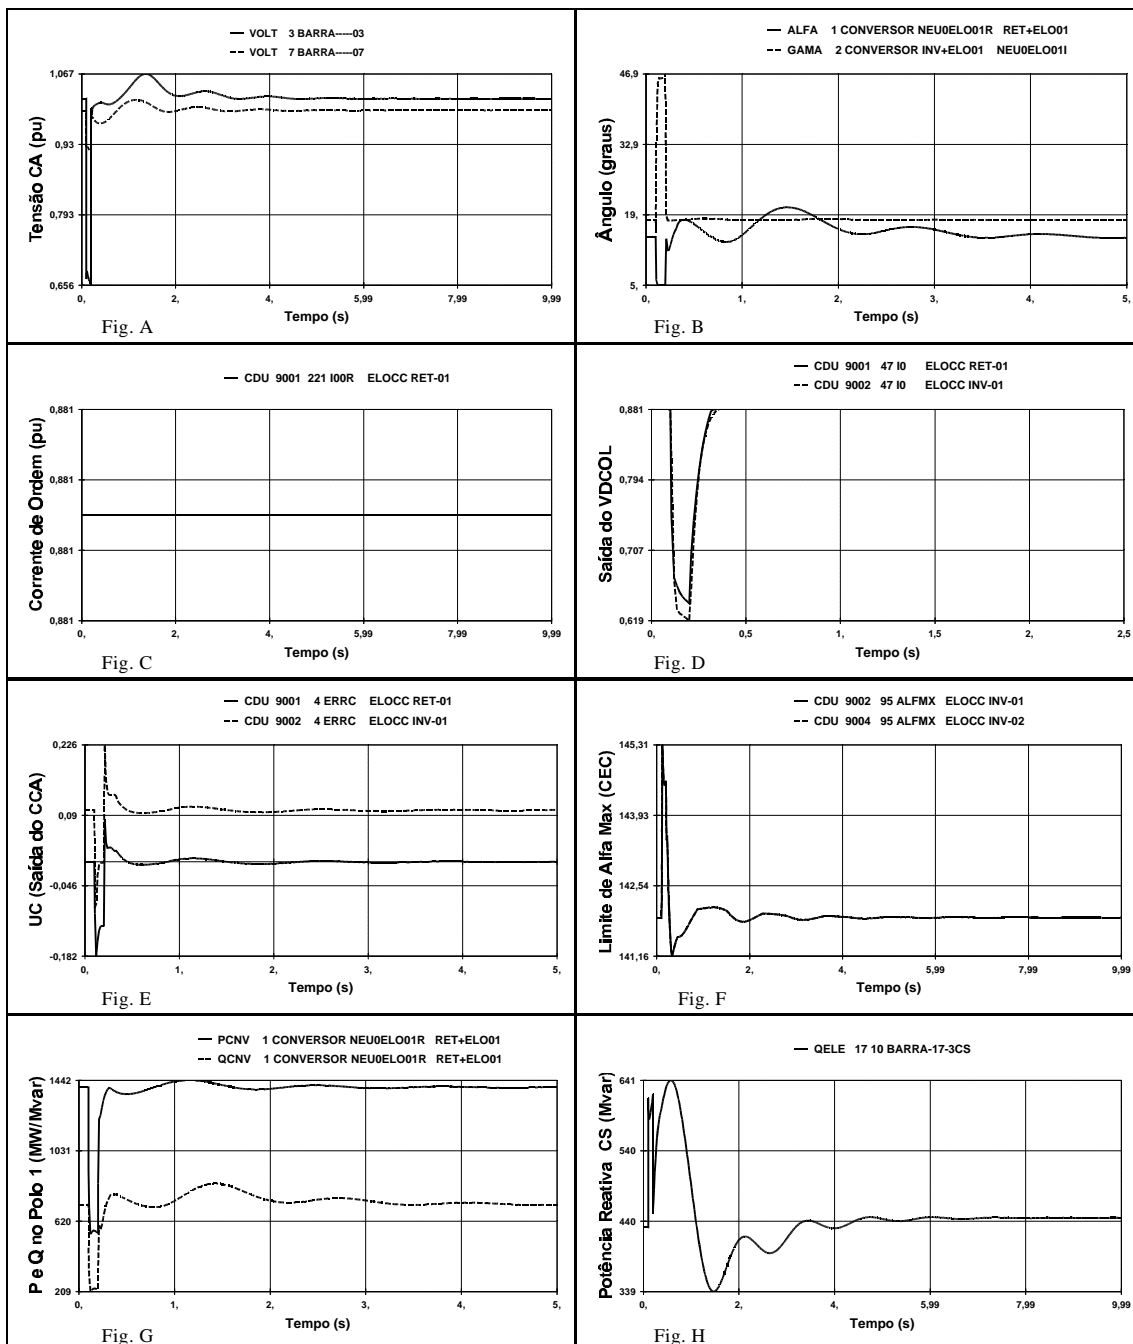 VOLT 3 BARRA-----03
VOLT 7 BARRA-----07
1,067
0,93
0,793
0,656
0, 2, 4, 5,99 7,99 9,99
Tensão CA (pu)
Tempo (s)
Fig. A
ALFA 1 CONVERSOR NEU0ELO01R RET+ELO01
GAMA 2 CONVERSOR INV+ELO01 NEU0ELO01I
46,9
32,9
19,
5,
0, 1, 2, 3, 4, 5,
Ângulo (graus)
Tempo (s)
Fig. B
CDU 9001 221 I00R ELOCC RET-01
0,881
0,881
0,881
0,881
0, 2, 4, 5,99 7,99 9,99
Corrente de Ordem (pu)
Tempo (s)
Fig. C
CDU 9001 47 I0 ELOCC RET-01
CDU 9002 47 I0 ELOCC INV-01
0,881
0,794
0,707
0,619
0, 0,5 1, 1,5 2, 2,5
Saída do VDCOL
Tempo (s)
Fig. D
CDU 9001 4 ERRC ELOCC RET-01
CDU 9002 4 ERRC ELOCC INV-01
0,226
0,09
-0,046
-0,182
0, 1, 2, 3, 4, 5,
UC (Saída do CCA)
Tempo (s)
Fig. E
CDU 9002 95 ALFMX ELOCC INV-01
CDU 9004 95 ALFMX ELOCC INV-02
145,31
143,93
142,54
141,16
0, 2, 4, 5,99 7,99 9,99
Limite de Alfa Max (CEC)
Tempo (s)
Fig. F
PCNV 1 CONVERSOR NEU0ELO01R RET+ELO01
QCNV 1 CONVERSOR NEU0ELO01R RET+ELO01
1442
1031
620
209
0, 1, 2, 3, 4, 5,
P e Q no Polo 1 (MW/Mvar)
Tempo (s)
Fig. G
QELE 17 10 BARRA-17-3CS
641
540
440
339
0, 2, 4, 5,99 7,99 9,99
Potência Reativa CS (Mvar)
Tempo (s)
Fig. H